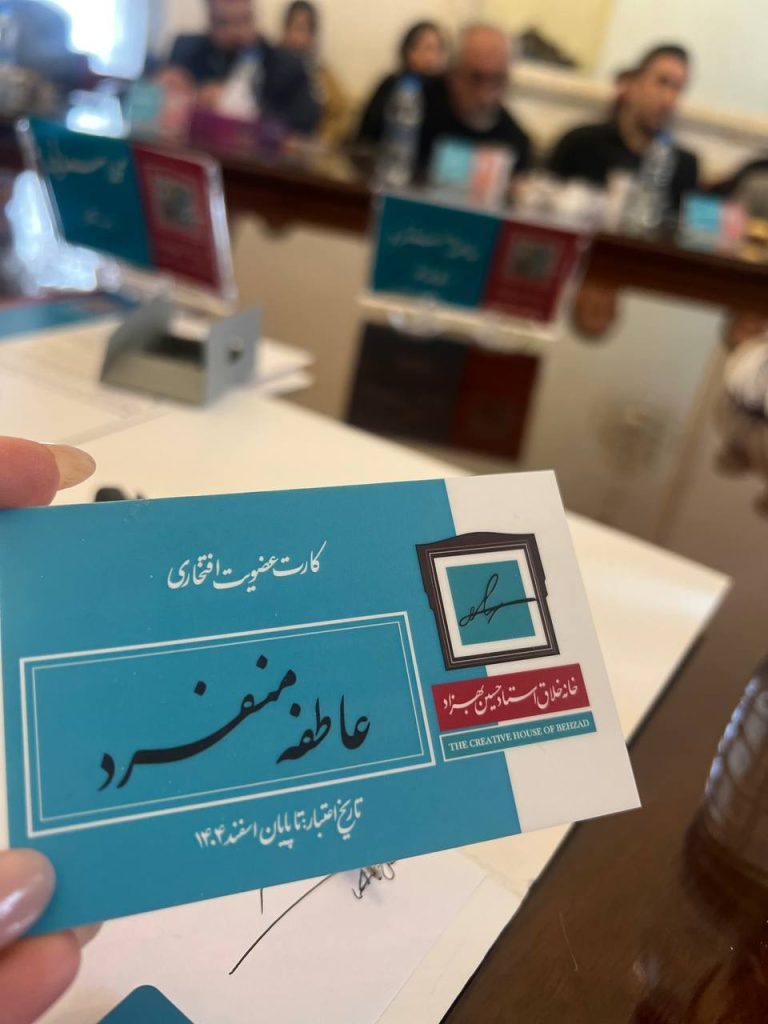 کارت عضویت افتخاری
عاطفه منفرد
تاریخ اعتبار: تا پایان اسفند ۱۴۰۴
خانه خلاق استاد حسین بهزاد
THE CREATIVE HOUSE OF BEHZAD